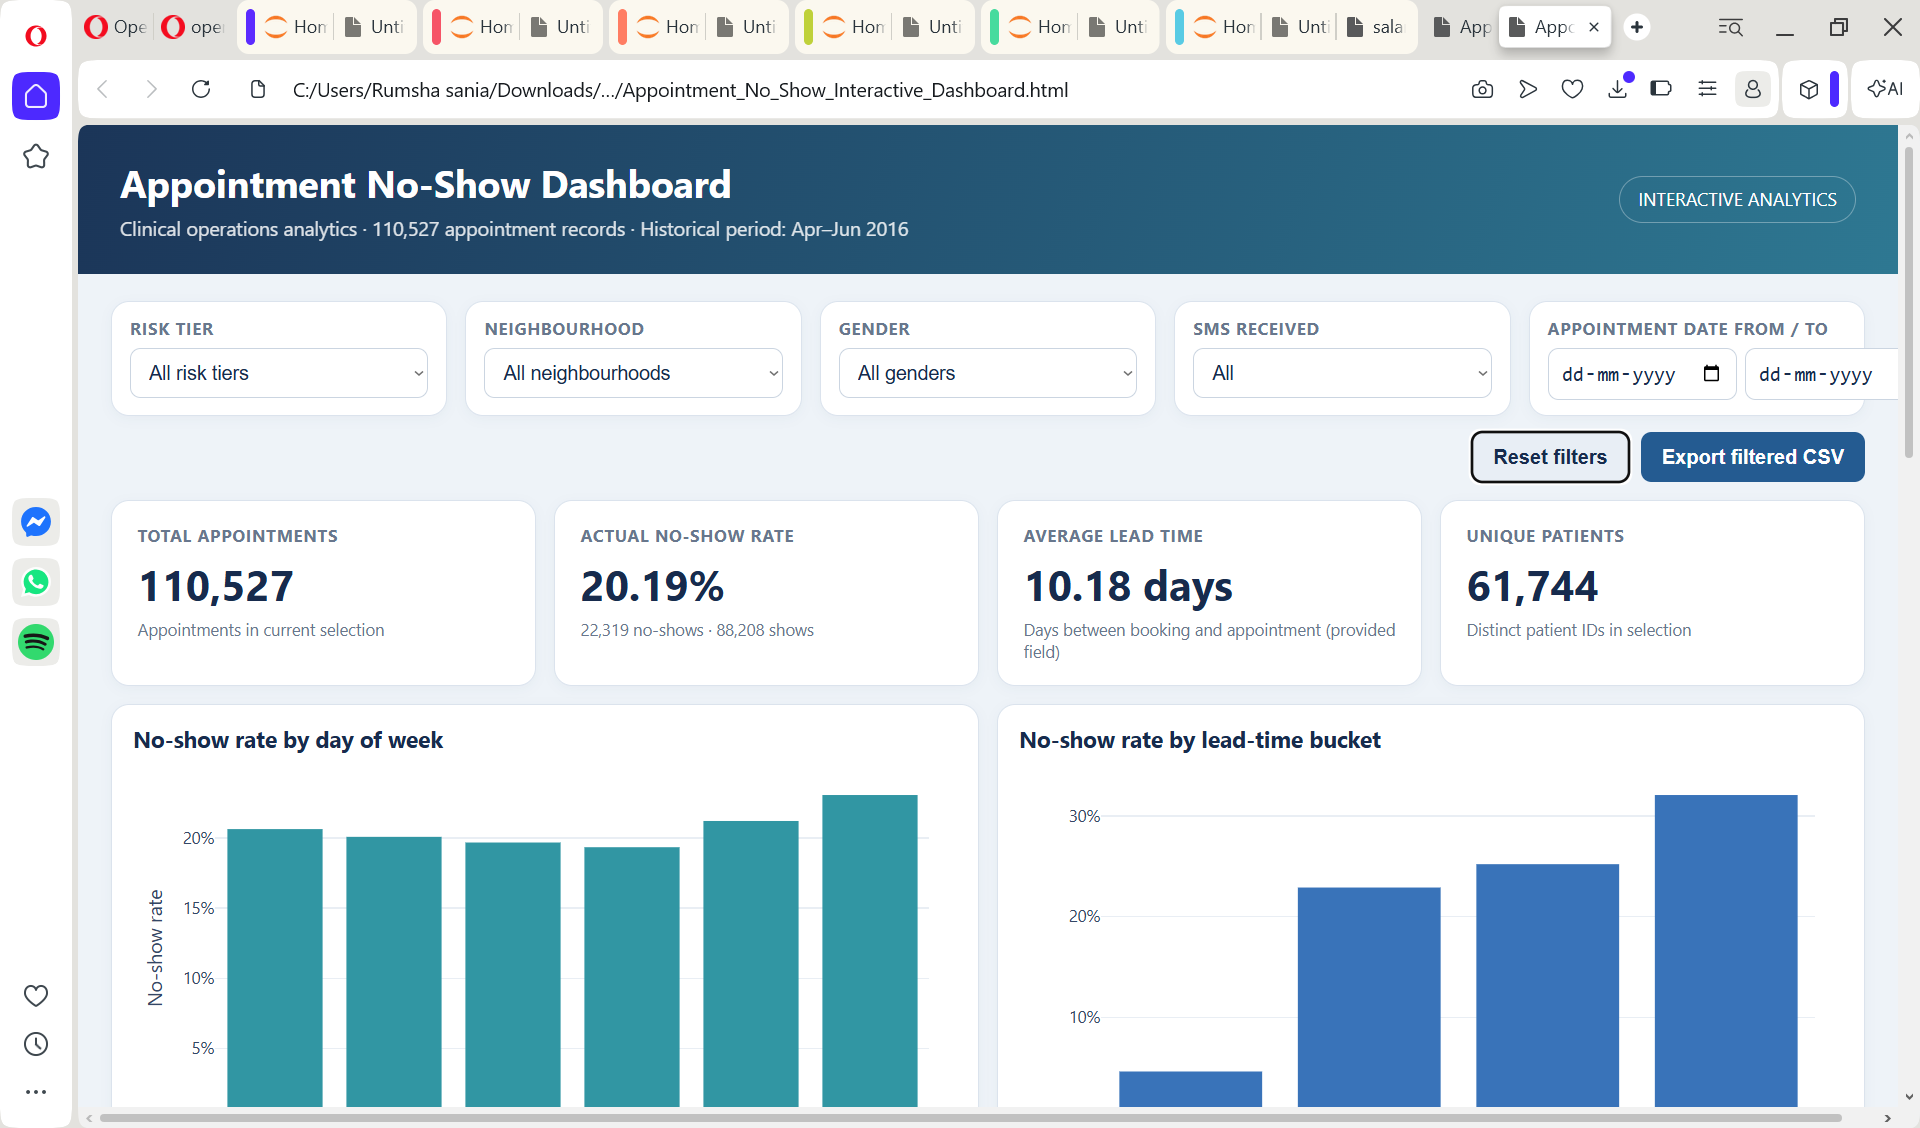 Ope
ope
Hon
Unti
Hon
Unti
Hon
Unti
Hon
Unti
Hon
Unti
Hon
Unti
sala
App
Appo
C:/Users/Rumsha sania/Downloads/.../Appointment_No_Show_Interactive_Dashboard.html
AI
Appointment No-Show Dashboard
Clinical operations analytics · 110,527 appointment records · Historical period: Apr–Jun 2016
INTERACTIVE ANALYTICS
RISK TIER
All risk tiers
NEIGHBOURHOOD
All neighbourhoods
GENDER
All genders
SMS RECEIVED
All
APPOINTMENT DATE FROM / TO
dd-mm-yyyy
dd-mm-yyyy
Reset filters
Export filtered CSV
TOTAL APPOINTMENTS
110,527
Appointments in current selection
ACTUAL NO-SHOW RATE
20.19%
22,319 no-shows · 88,208 shows
AVERAGE LEAD TIME
10.18 days
Days between booking and appointment (provided
field)
UNIQUE PATIENTS
61,744
Distinct patient IDs in selection
No-show rate by day of week
20%
15%
10%
5%
No-show rate
No-show rate by lead-time bucket
30%
20%
10%